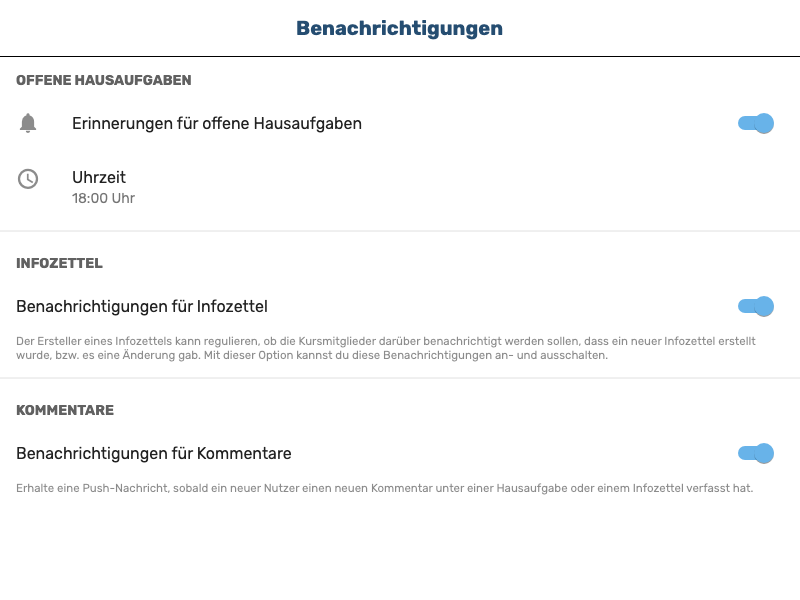 Benachrichtigungen
OFFENE HAUSAUFGABEN
Erinnerungen für offene Hausaufgaben
Uhrzeit
18:00 Uhr
INFOZETTEL
Benachrichtigungen für Infozettel
Der Ersteller eines Infozettels kann regulieren, ob die Kursmitglieder darüber benachrichtigt werden sollen, dass ein neuer Infozettel erstellt
wurde, bzw. es eine Änderung gab. Mit dieser Option kannst du diese Benachrichtigungen an- und ausschalten.
KOMMENTARE
Benachrichtigungen für Kommentare
Erhalte eine Push-Nachricht, sobald ein neuer Nutzer einen neuen Kommentar unter einer Hausaufgabe oder einem Infozettel verfasst hat.